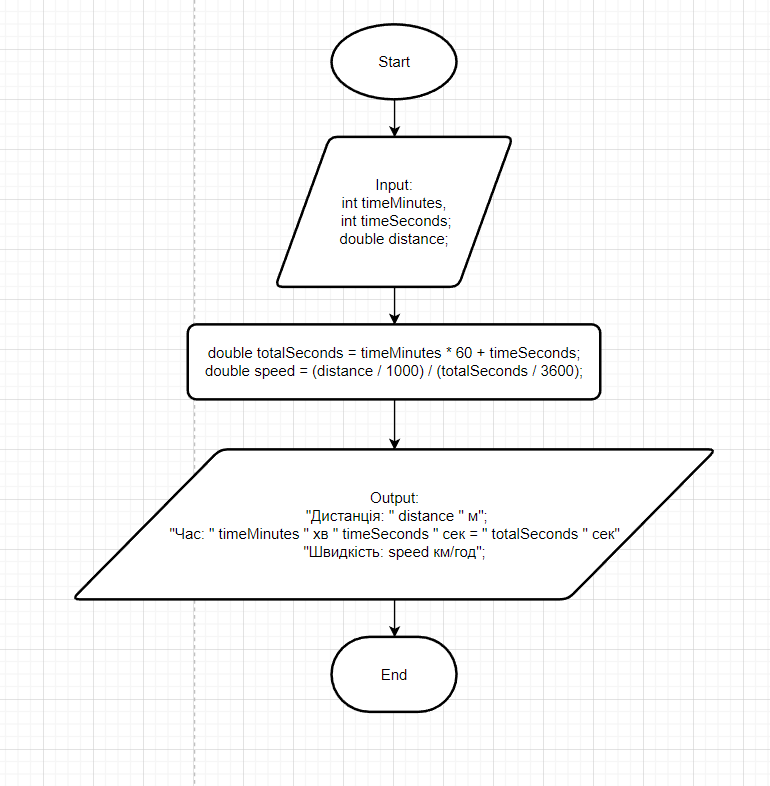 Start
Input:
int timeMinutes,
int timeSeconds;
double distance;
double totalSeconds = timeMinutes * 60 + timeSeconds;
double speed = (distance / 1000) / (totalSeconds / 3600);
Output:
"Дистанція: " distance " м";
"Час: " timeMinutes " хв " timeSeconds " сек = " totalSeconds " сек"
"Швидкість: speed км/год";
End